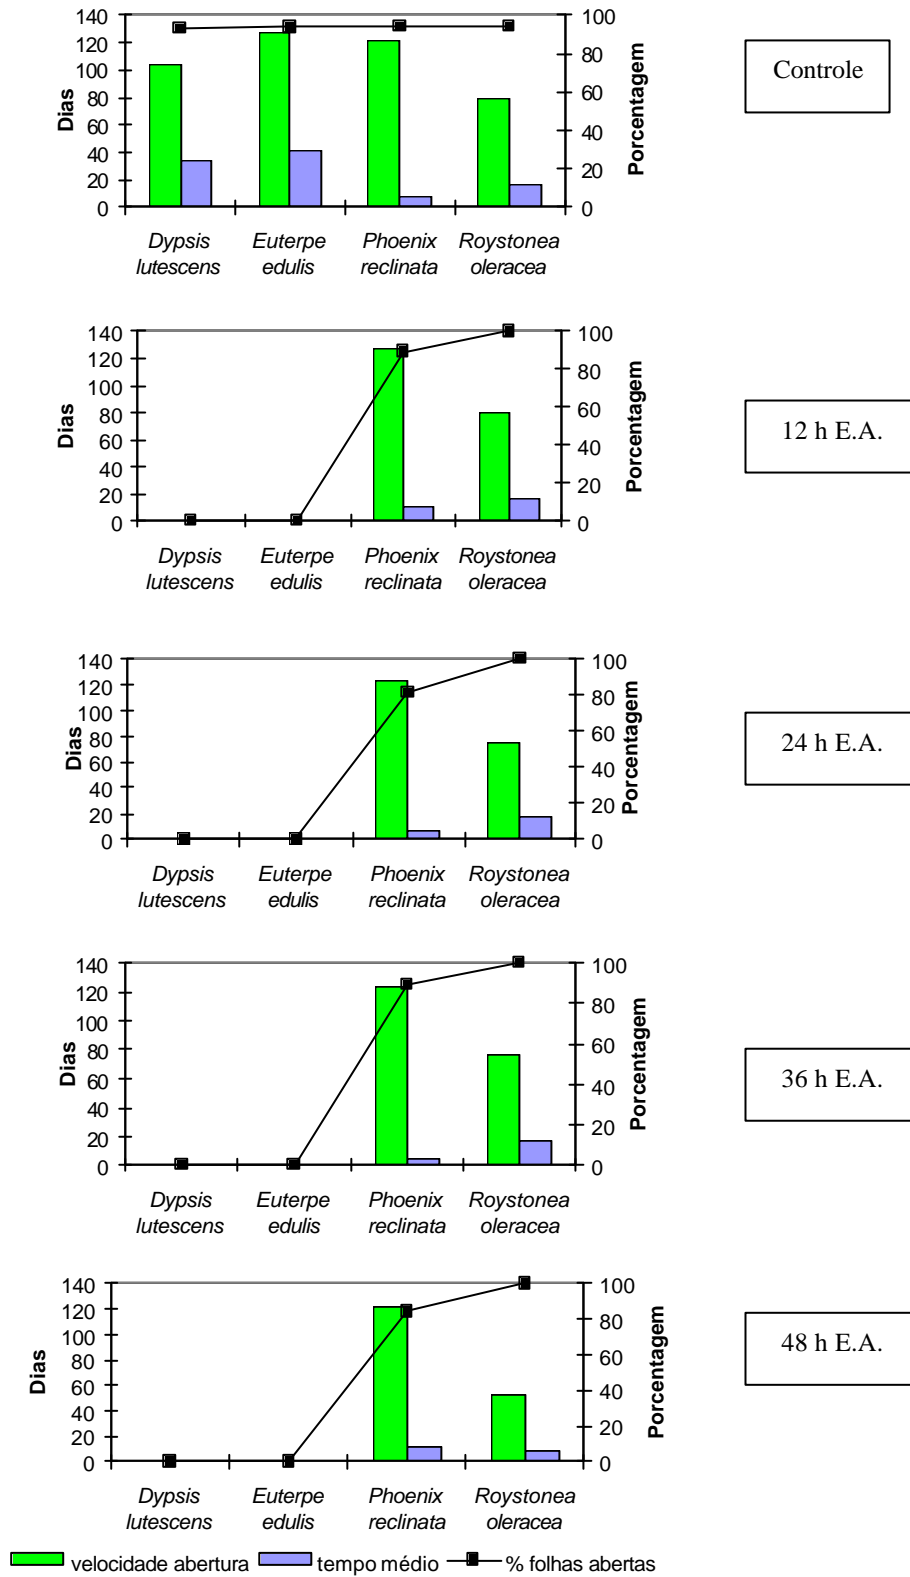 140
120
100
80
60
40
20
0
Dias
100
80
60
40
20
0
Porcentagem
Dypsis lutescens
Euterpe edulis
Phoenix reclinata
Roystonea oleracea
Controle
140
120
100
80
60
40
20
0
Dias
100
80
60
40
20
0
Porcentagem
Dypsis lutescens
Euterpe edulis
Phoenix reclinata
Roystonea oleracea
12 h E.A.
140
120
100
80
60
40
20
0
Dias
100
80
60
40
20
0
Porcentagem
Dypsis lutescens
Euterpe edulis
Phoenix reclinata
Roystonea oleracea
24 h E.A.
140
120
100
80
60
40
20
0
Dias
100
80
60
40
20
0
Porcentagem
Dypsis lutescens
Euterpe edulis
Phoenix reclinata
Roystonea oleracea
36 h E.A.
140
120
100
80
60
40
20
0
Dias
100
80
60
40
20
0
Porcentagem
Dypsis lutescens
Euterpe edulis
Phoenix reclinata
Roystonea oleracea
48 h E.A.
velocidade abertura tempo médio % folhas abertas